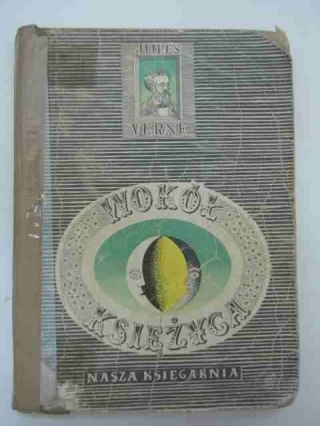 JULES
VERNE
WOKÓŁ
KSIĘŻYCA
NASZA KSIĘGARNIA